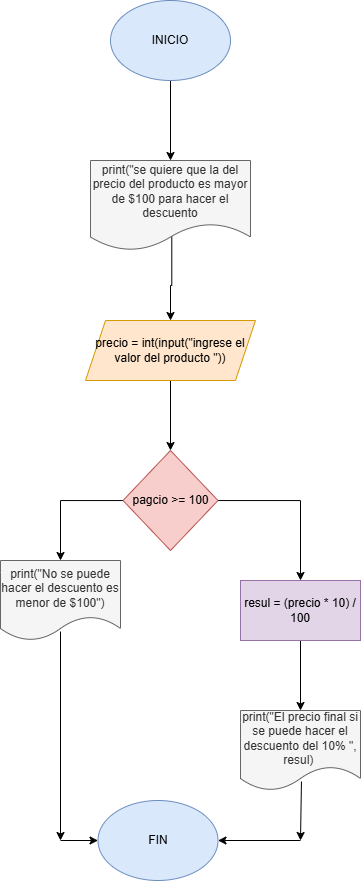 INICIO
print("se quiere que la del
precio del producto es mayor
de $100 para hacer el
descuento
precio = int(input("ingrese el
valor del producto "))
pagcio >= 100
print("No se puede
hacer el descuento es
menor de $100")
resul = (precio * 10) /
100
print("El precio final si
se puede hacer el
descuento del 10% ",
resul)
FIN